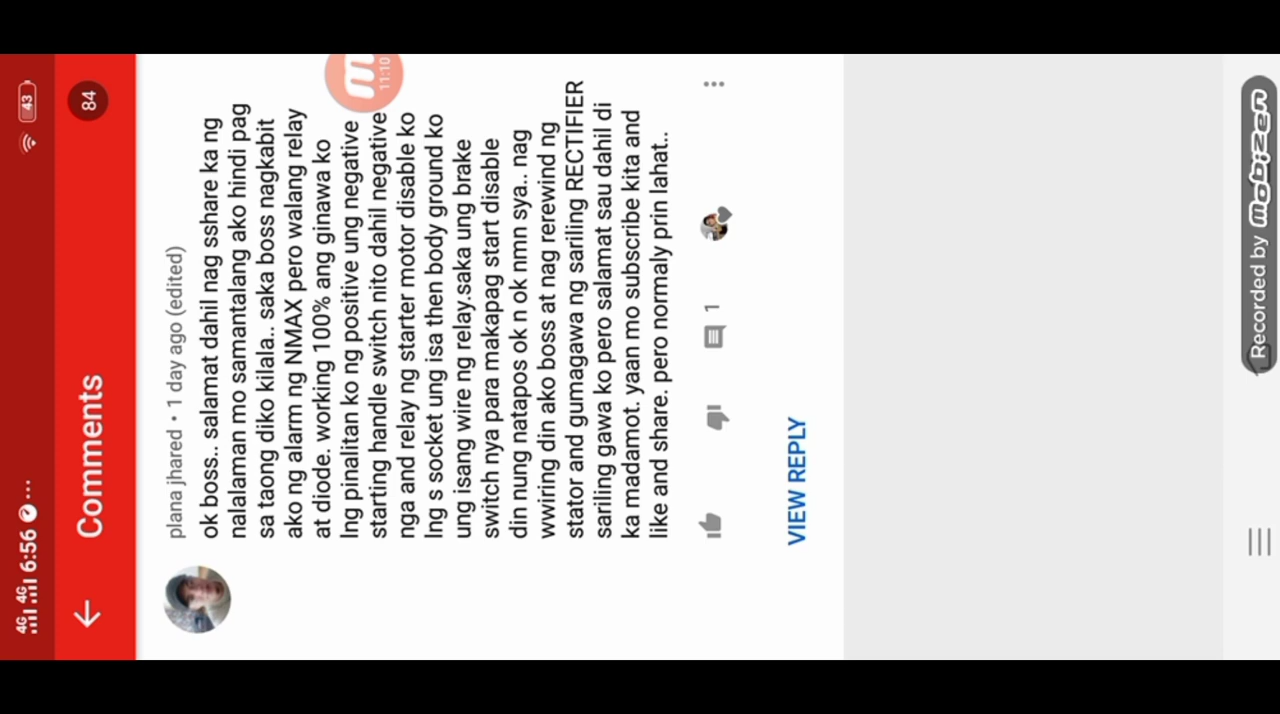 4G 4G 6:56 ...
43
Comments
84
plana jhared • 1 day ago (edited)
ok boss.. salamat dahil nag sshare ka ng
nalalaman mo samantalang ako hindi pag
sa taong diko kilala.. saka boss nagkabit
ako ng alarm ng NMAX pero walang relay
at diode. working 100% ang ginawa ko
lng pinalitan ko ng positive ung negative
starting handle switch nito dahil negative
nga and relay ng starter motor disable ko
lng s socket ung isa then body ground ko
ung isang wire ng relay.saka ung brake
switch nya para makapag start disable
din nung natapos ok n ok nmn sya.. nag
wwiring din ako boss at nag rerewind ng
stator and gumagawa ng sariling RECTIFIER
sariling gawa ko pero salamat sau dahil di
ka madamot. yaan mo subscribe kita and
like and share. pero normaly prin lahat..
1
VIEW REPLY
m
11:10
Recorded by mobizen